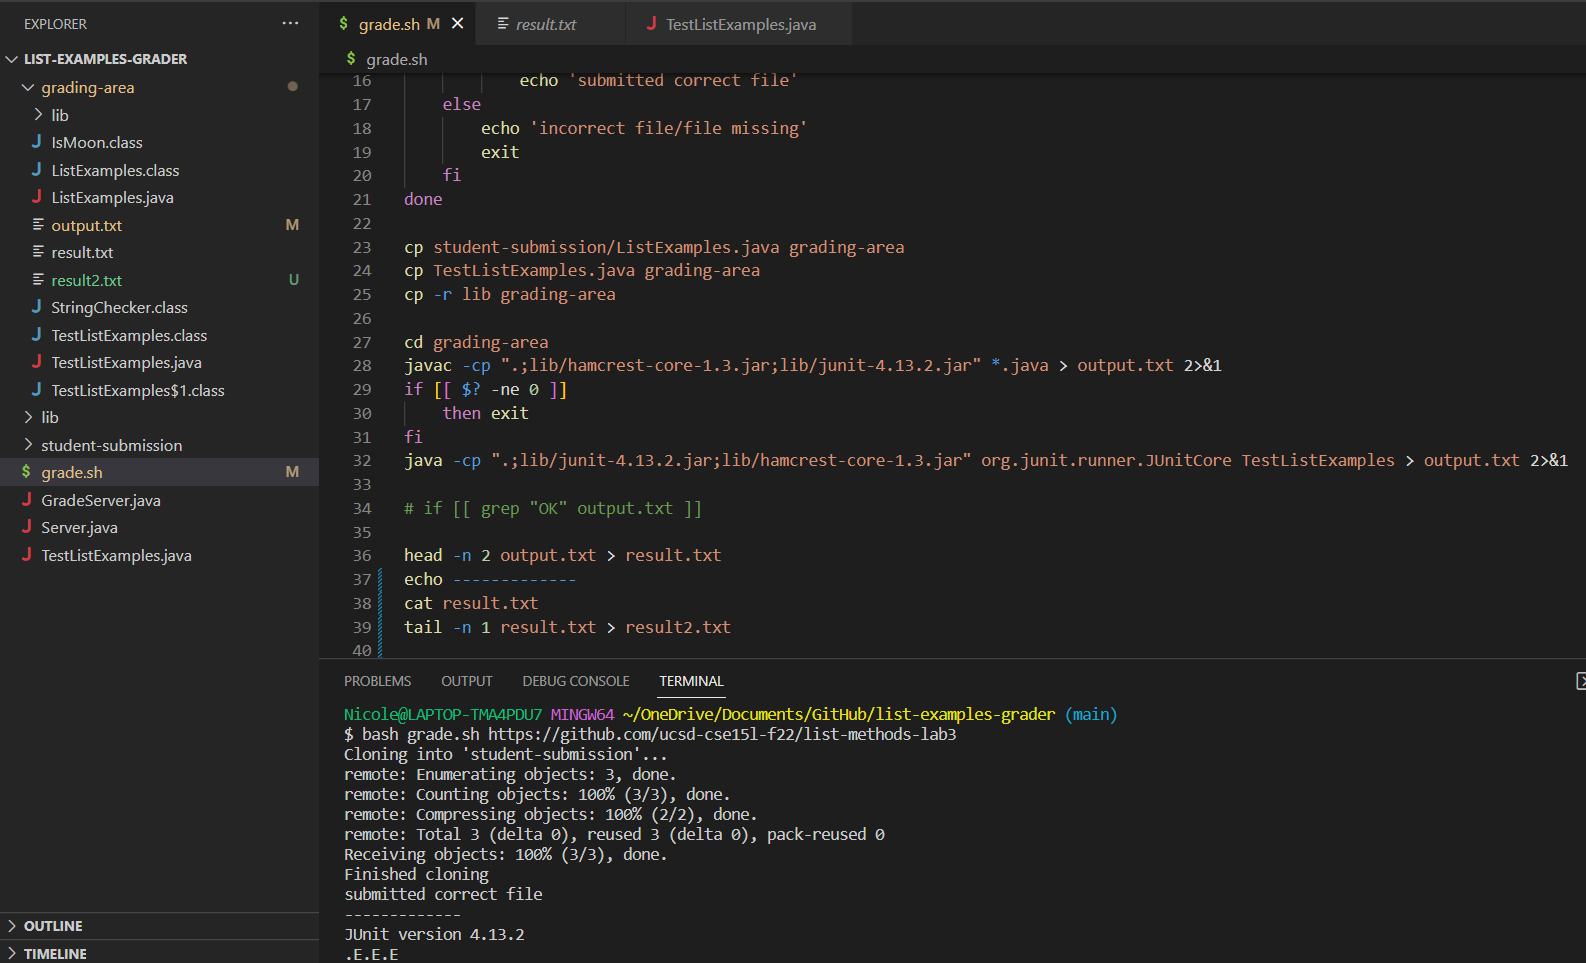 EXPLORER
LIST-EXAMPLES-GRADER
grading-area
lib
IsMoon.class
ListExamples.class
ListExamples.java
output.txt M
result.txt
result2.txt U
StringChecker.class
TestListExamples.class
TestListExamples.java
TestListExamples$1.class
lib
student-submission
$ grade.sh M
GradeServer.java
Server.java
TestListExamples.java
OUTLINE
TIMELINE
$ grade.sh M
result.txt
TestListExamples.java
$ grade.sh
16 echo 'submitted correct file'
17 else
18 echo 'incorrect file/file missing'
19 exit
20 fi
21 done
22
23 cp student-submission/ListExamples.java grading-area
24 cp TestListExamples.java grading-area
25 cp -r lib grading-area
26
27 cd grading-area
28 javac -cp ".;lib/hamcrest-core-1.3.jar;lib/junit-4.13.2.jar" *.java > output.txt 2>&1
29 if [[ $? -ne 0 ]]
30 then exit
31 fi
32 java -cp ".;lib/junit-4.13.2.jar;lib/hamcrest-core-1.3.jar" org.junit.runner.JUnitCore TestListExamples > output.txt 2>&1
33
34 # if [[ grep "OK" output.txt ]]
35
36 head -n 2 output.txt > result.txt
37 echo -------------
38 cat result.txt
39 tail -n 1 result.txt > result2.txt
40
PROBLEMS OUTPUT DEBUG CONSOLE TERMINAL
Nicole@LAPTOP-TMA4PDU7 MINGW64 ~/OneDrive/Documents/GitHub/list-examples-grader (main)
$ bash grade.sh https://github.com/ucsd-cse15l-f22/list-methods-lab3
Cloning into 'student-submission'...
remote: Enumerating objects: 3, done.
remote: Counting objects: 100% (3/3), done.
remote: Compressing objects: 100% (2/2), done.
remote: Total 3 (delta 0), reused 3 (delta 0), pack-reused 0
Receiving objects: 100% (3/3), done.
Finished cloning
submitted correct file
-------------
JUnit version 4.13.2
.E.E.E